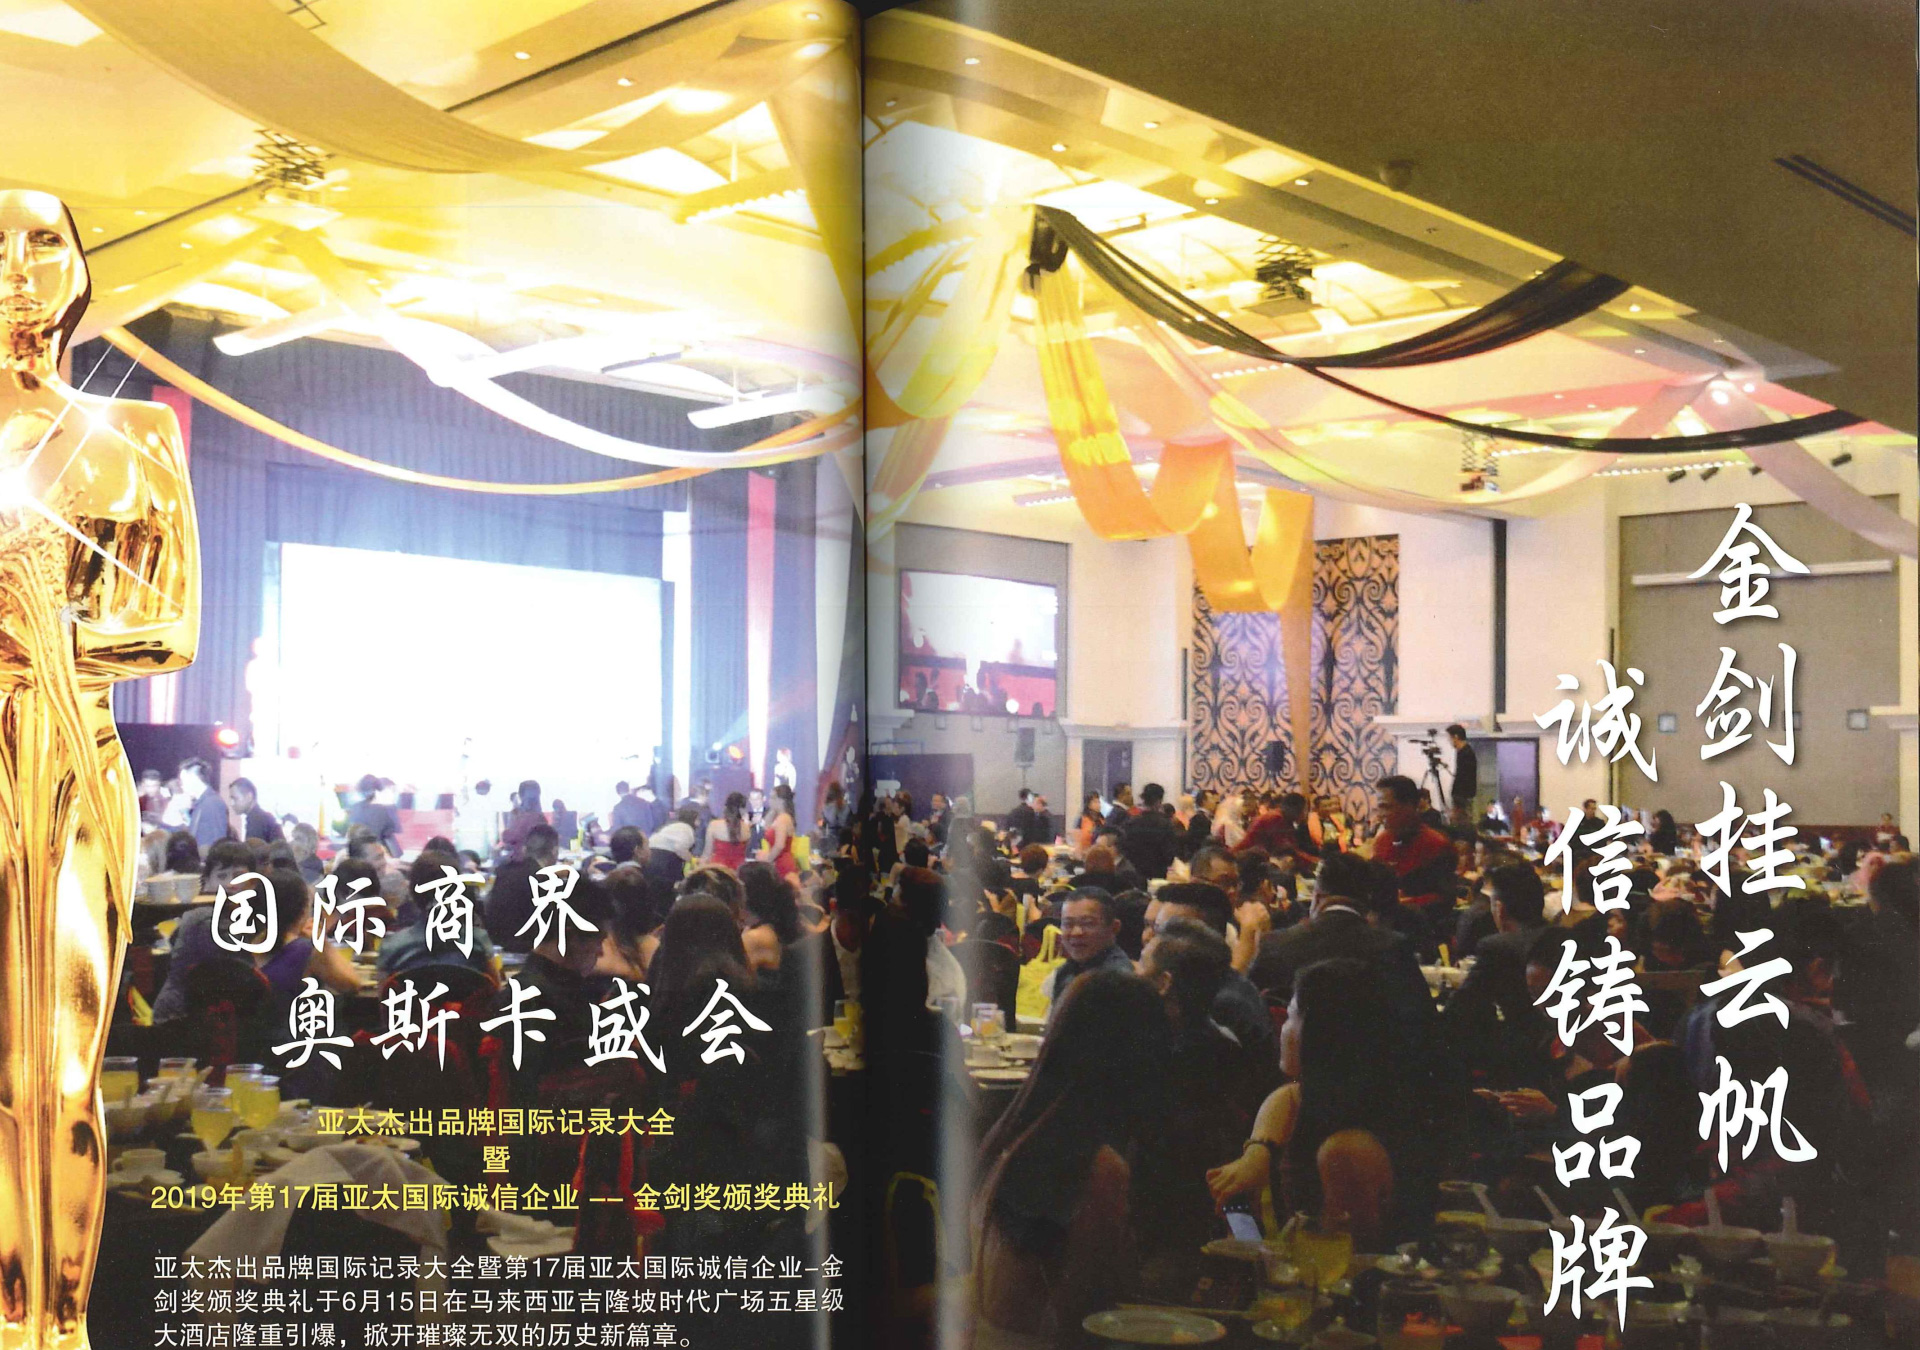 国际商界
奥斯卡盛会
亚太杰出品牌国际记录大全
暨
2019年第17届亚太国际诚信企业 -- 金剑奖颁奖典礼
亚太杰出品牌国际记录大全暨第17届亚太国际诚信企业-金
剑奖颁奖典礼于6月15日在马来西亚吉隆坡时代广场五星级
大酒店隆重引爆，掀开璀璨无双的历史新篇章。
金剑挂云帆
诚信铸品牌